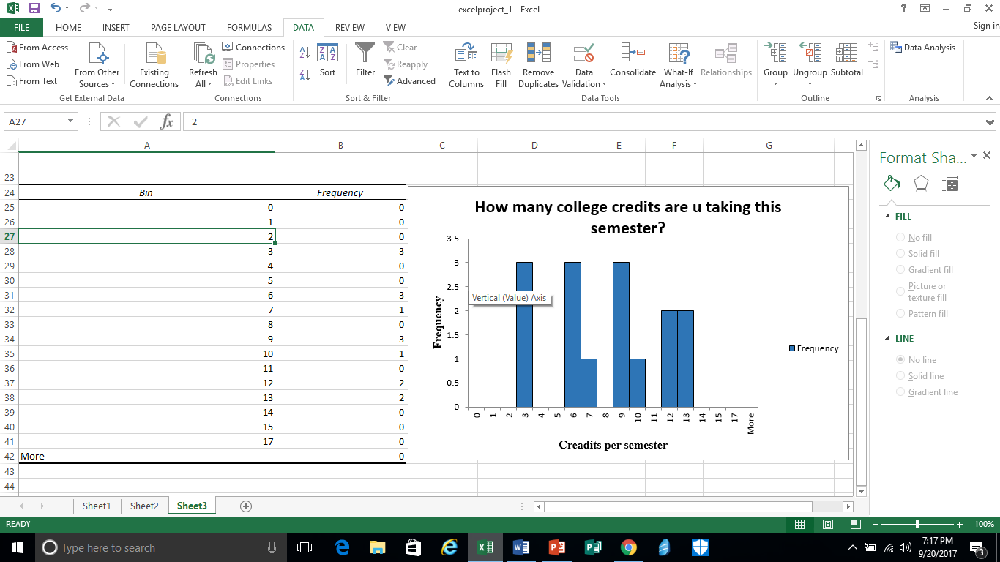 excelproject_1 - Excel
?
FILE HOME INSERT PAGE LAYOUT FORMULAS DATA REVIEW VIEW Sign in
From Access
From Web
From Text
From Other Sources
Existing Connections
Get External Data
Refresh All
Connections
Properties
Edit Links
Connections
Sort
Filter
Clear
Reapply
Advanced
Sort & Filter
Text to Columns
Flash Fill
Remove Duplicates
Data Validation
Consolidate
What-If Analysis
Relationships
Data Tools
Group
Ungroup
Subtotal
Outline
Data Analysis
Analysis
A27 fx 2
A B C D E F G
23
24 Bin Frequency
25 0 0
26 1 0
27 2 0
28 3 3
29 4 0
30 5 0
31 6 3
32 7 1
33 8 0
34 9 3
35 10 1
36 11 0
37 12 2
38 13 2
39 14 0
40 15 0
41 17 0
42 More 0
43
44
How many college credits are u taking this
semester?
3.5
3
2.5
2
1.5
1
0.5
0
Frequency
Vertical (Value) Axis
0 1 2 3 4 5 6 7 8 9 10 11 12 13 14 15 17 More
Creadits per semester
Frequency
Format Sha...
FILL
No fill
Solid fill
Gradient fill
Picture or
texture fill
Pattern fill
LINE
No line
Solid line
Gradient line
Sheet1 Sheet2 Sheet3
READY
100%
Type here to search
7:17 PM
9/20/2017
3